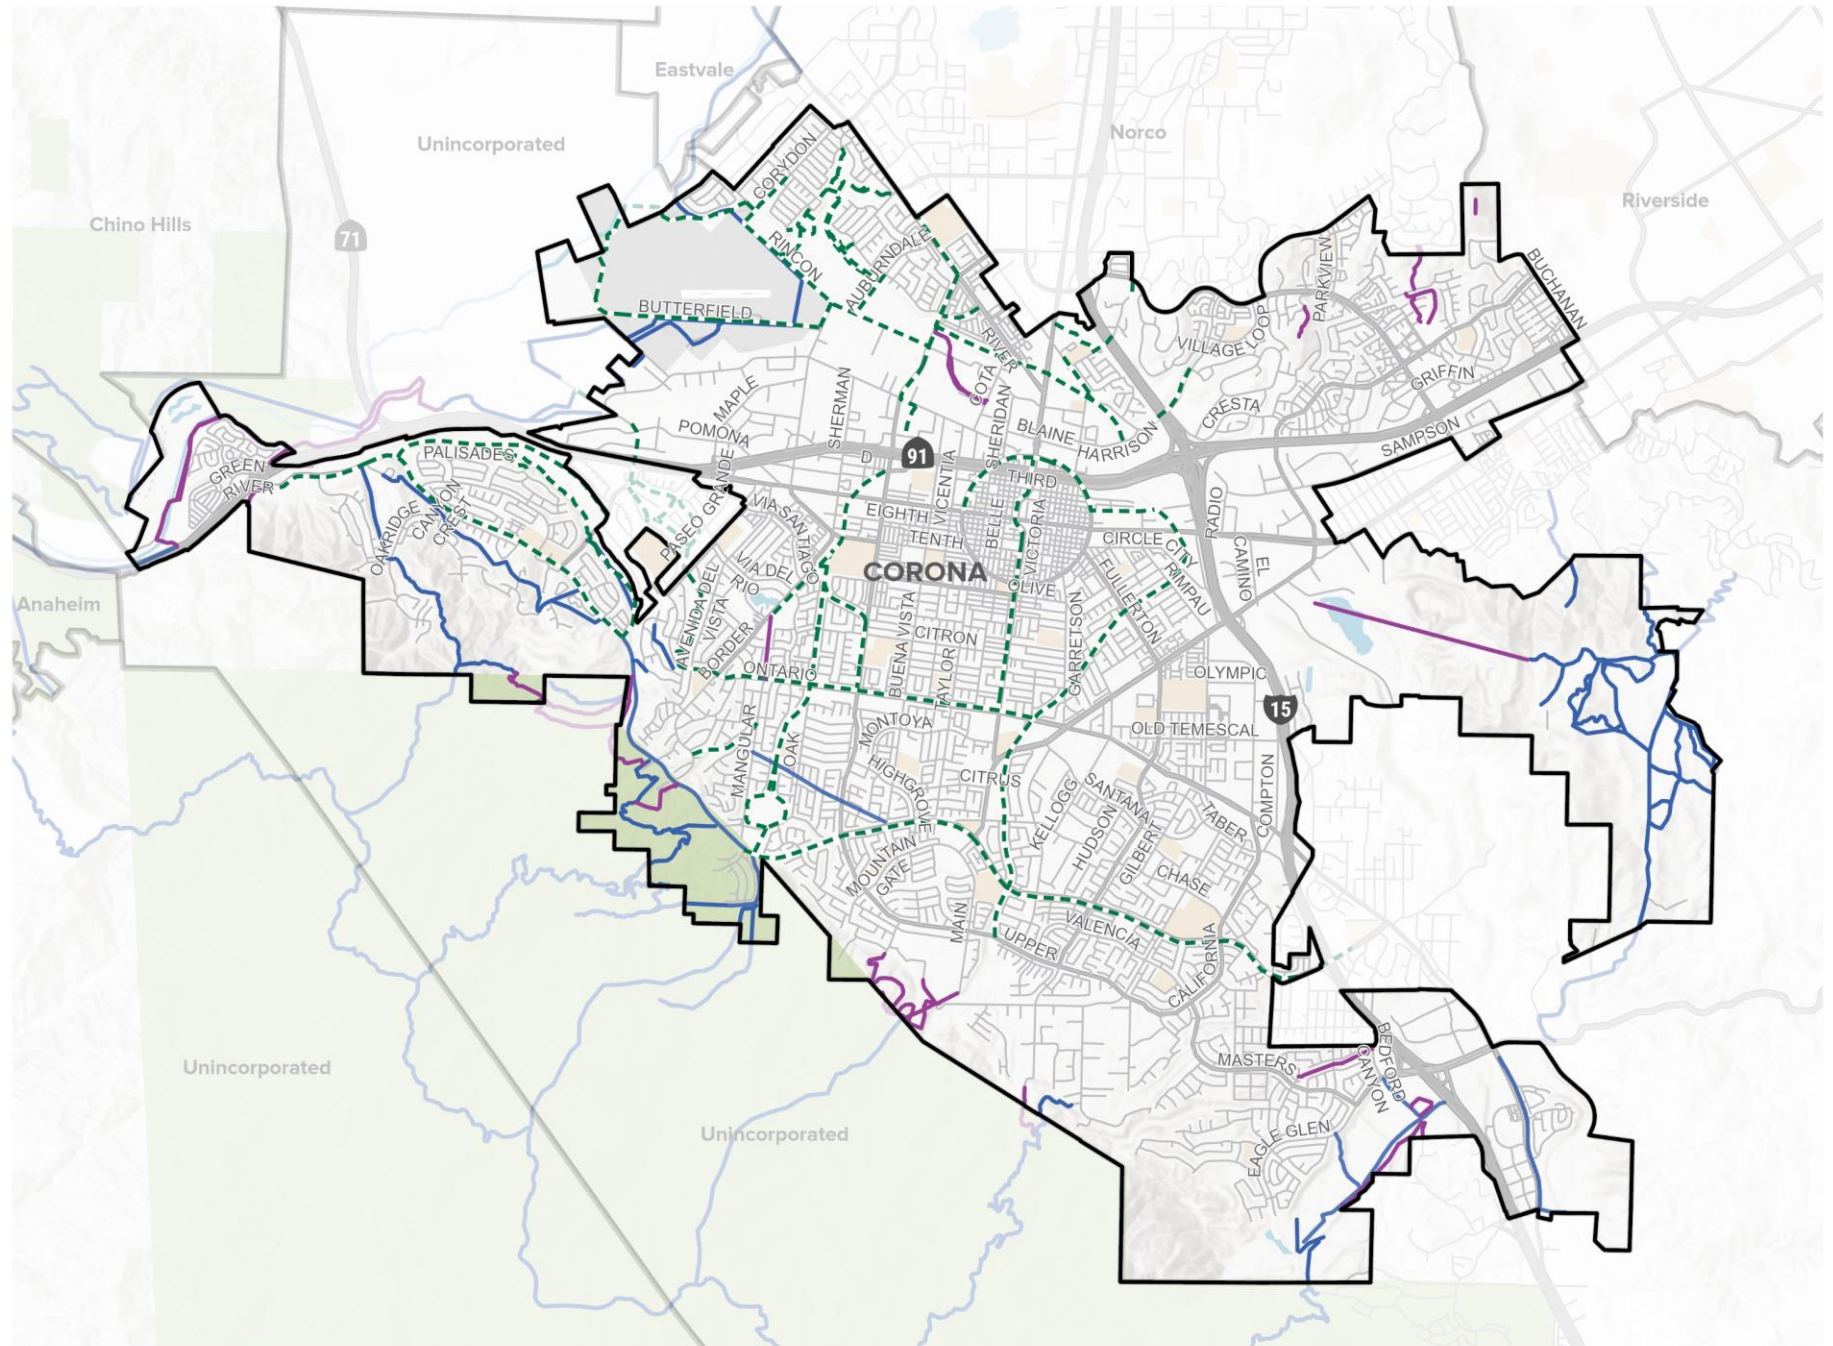 Eastvale
Norco
Unincorporated
CORYDON
Riverside
Chino Hills
71
RINCON
AUBURNDALE
PARKVIEW
BUCHANAN
BUTTERFIELD
RIVER
VILLAGE LOOP
COTA
GRIFFIN
MAPLE
SHERMAN
SHERIDAN
CRESTA
POMONA
BLAINE
HARRISON
SAMPSON
D
91
PALISADES
GREEN
RIVER
THIRD
PASEO GRANDE
VICENTIA
RADIO
VIA SANTIAGO
EIGHTH
BELLE
VICTORIA
OAKRIDGE
CANYON
CREST
TENTH
CIRCLE CITY
EL
CAMINO
CORONA
VIA DEL
RIO
OLIVE
FULLERTON
RIMPAU
Anaheim
AVENIDA DEL
VISTA
BORDER
BUENA VISTA
CITRON
TAYLOR
GARRETSON
ONTARIO
OLYMPIC
15
MANGULAR
OAK
MONTOYA
OLD TEMESCAL
HIGHGROVE
CITRUS
KELLOGG
SANTANA
HUDSON
GILBERT
TABER
COMPTON
MOUNTAIN
GATE
CHASE
MAIN
UPPER
VALENCIA
CALIFORNIA
Unincorporated
MASTERS
BEDFORD
CANYON
Unincorporated
EAGLE GLEN